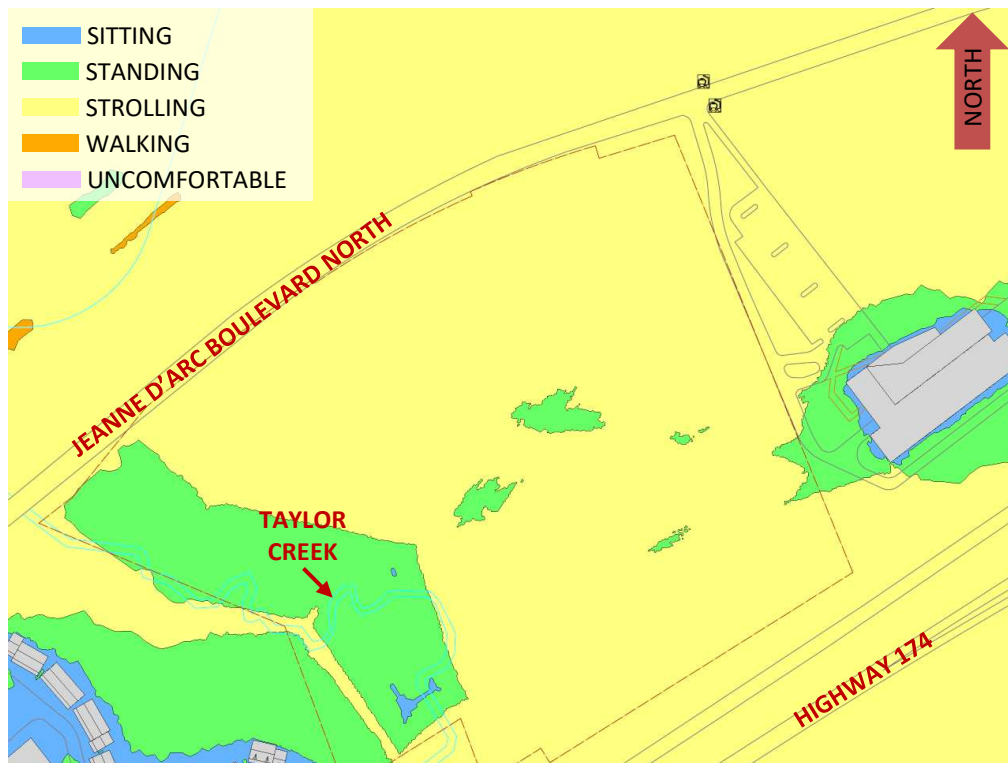 SITTING
STANDING
STROLLING
WALKING
UNCOMFORTABLE
NORTH
JEANNE D'ARC BOULEVARD NORTH
TAYLOR
CREEK
HIGHWAY 174